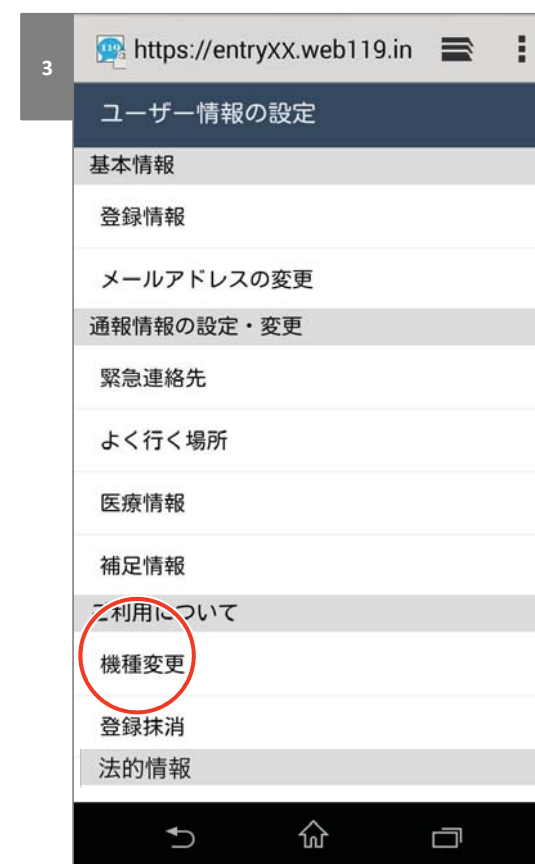 3
119
https://entryXX.web119.in
ユーザー情報の設定
基本情報
登録情報
メールアドレスの変更
通報情報の設定・変更
緊急連絡先
よく行く場所
医療情報
補足情報
ご利用について
機種変更
登録抹消
法的情報